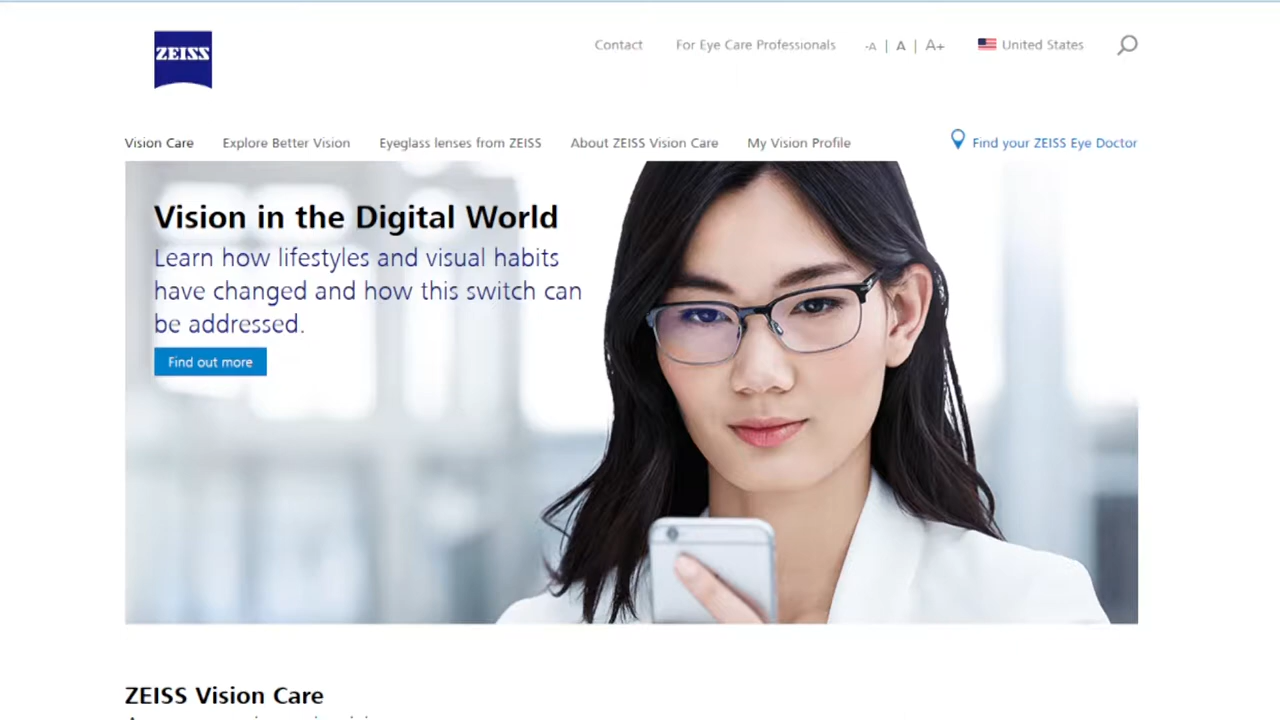 ZEISS
Contact
For Eye Care Professionals
-A | A | A+
United States
Vision Care
Explore Better Vision
Eyeglass lenses from ZEISS
About ZEISS Vision Care
My Vision Profile
Find your ZEISS Eye Doctor
Vision in the Digital World
Learn how lifestyles and visual habits
have changed and how this switch can
be addressed.
Find out more
ZEISS Vision Care